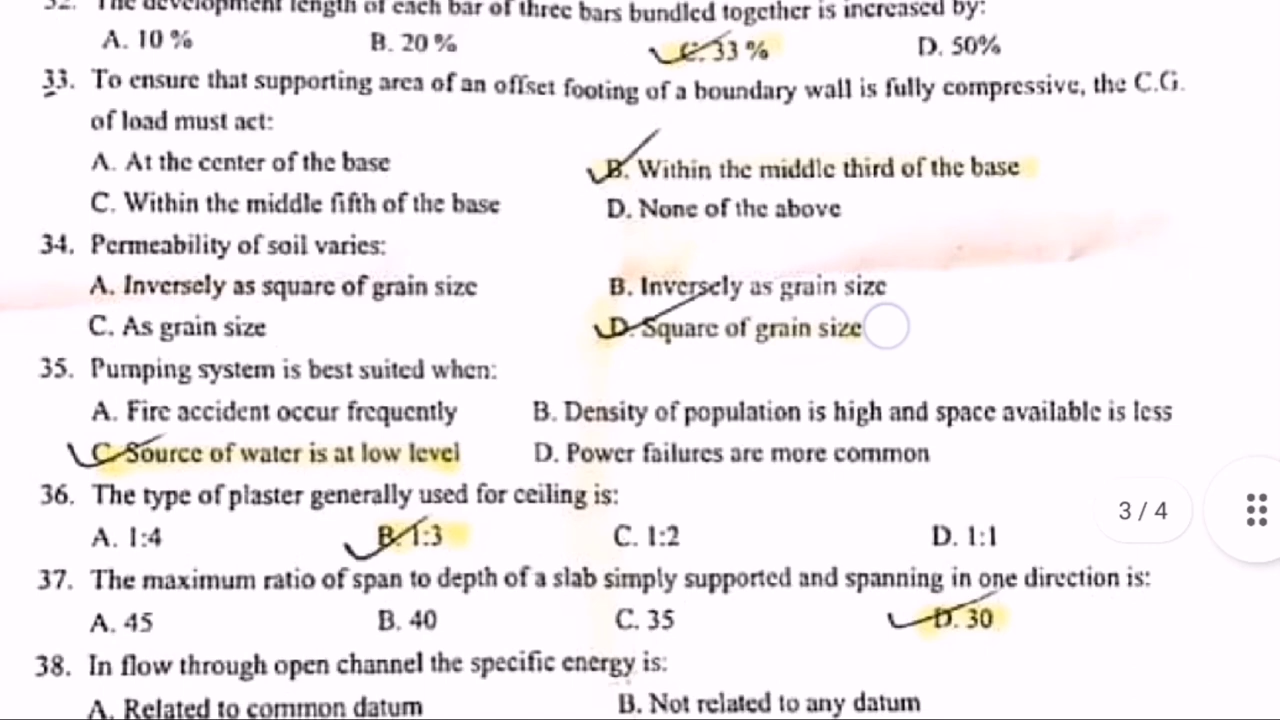 32. The development length of each bar of three bars bundled together is increased by:
A. 10 % B. 20 % C. 33 % D. 50%
33. To ensure that supporting area of an offset footing of a boundary wall is fully compressive, the C.G.
of load must act:
A. At the center of the base B. Within the middle third of the base
C. Within the middle fifth of the base D. None of the above
34. Permeability of soil varies:
A. Inversely as square of grain size B. Inversely as grain size
C. As grain size D. Square of grain size
35. Pumping system is best suited when:
A. Fire accident occur frequently B. Density of population is high and space available is less
C. Source of water is at low level D. Power failures are more common
36. The type of plaster generally used for ceiling is:
3 / 4
A. 1:4 B. 1:3 C. 1:2 D. 1:1
37. The maximum ratio of span to depth of a slab simply supported and spanning in one direction is:
A. 45 B. 40 C. 35 D. 30
38. In flow through open channel the specific energy is:
A. Related to common datum B. Not related to any datum